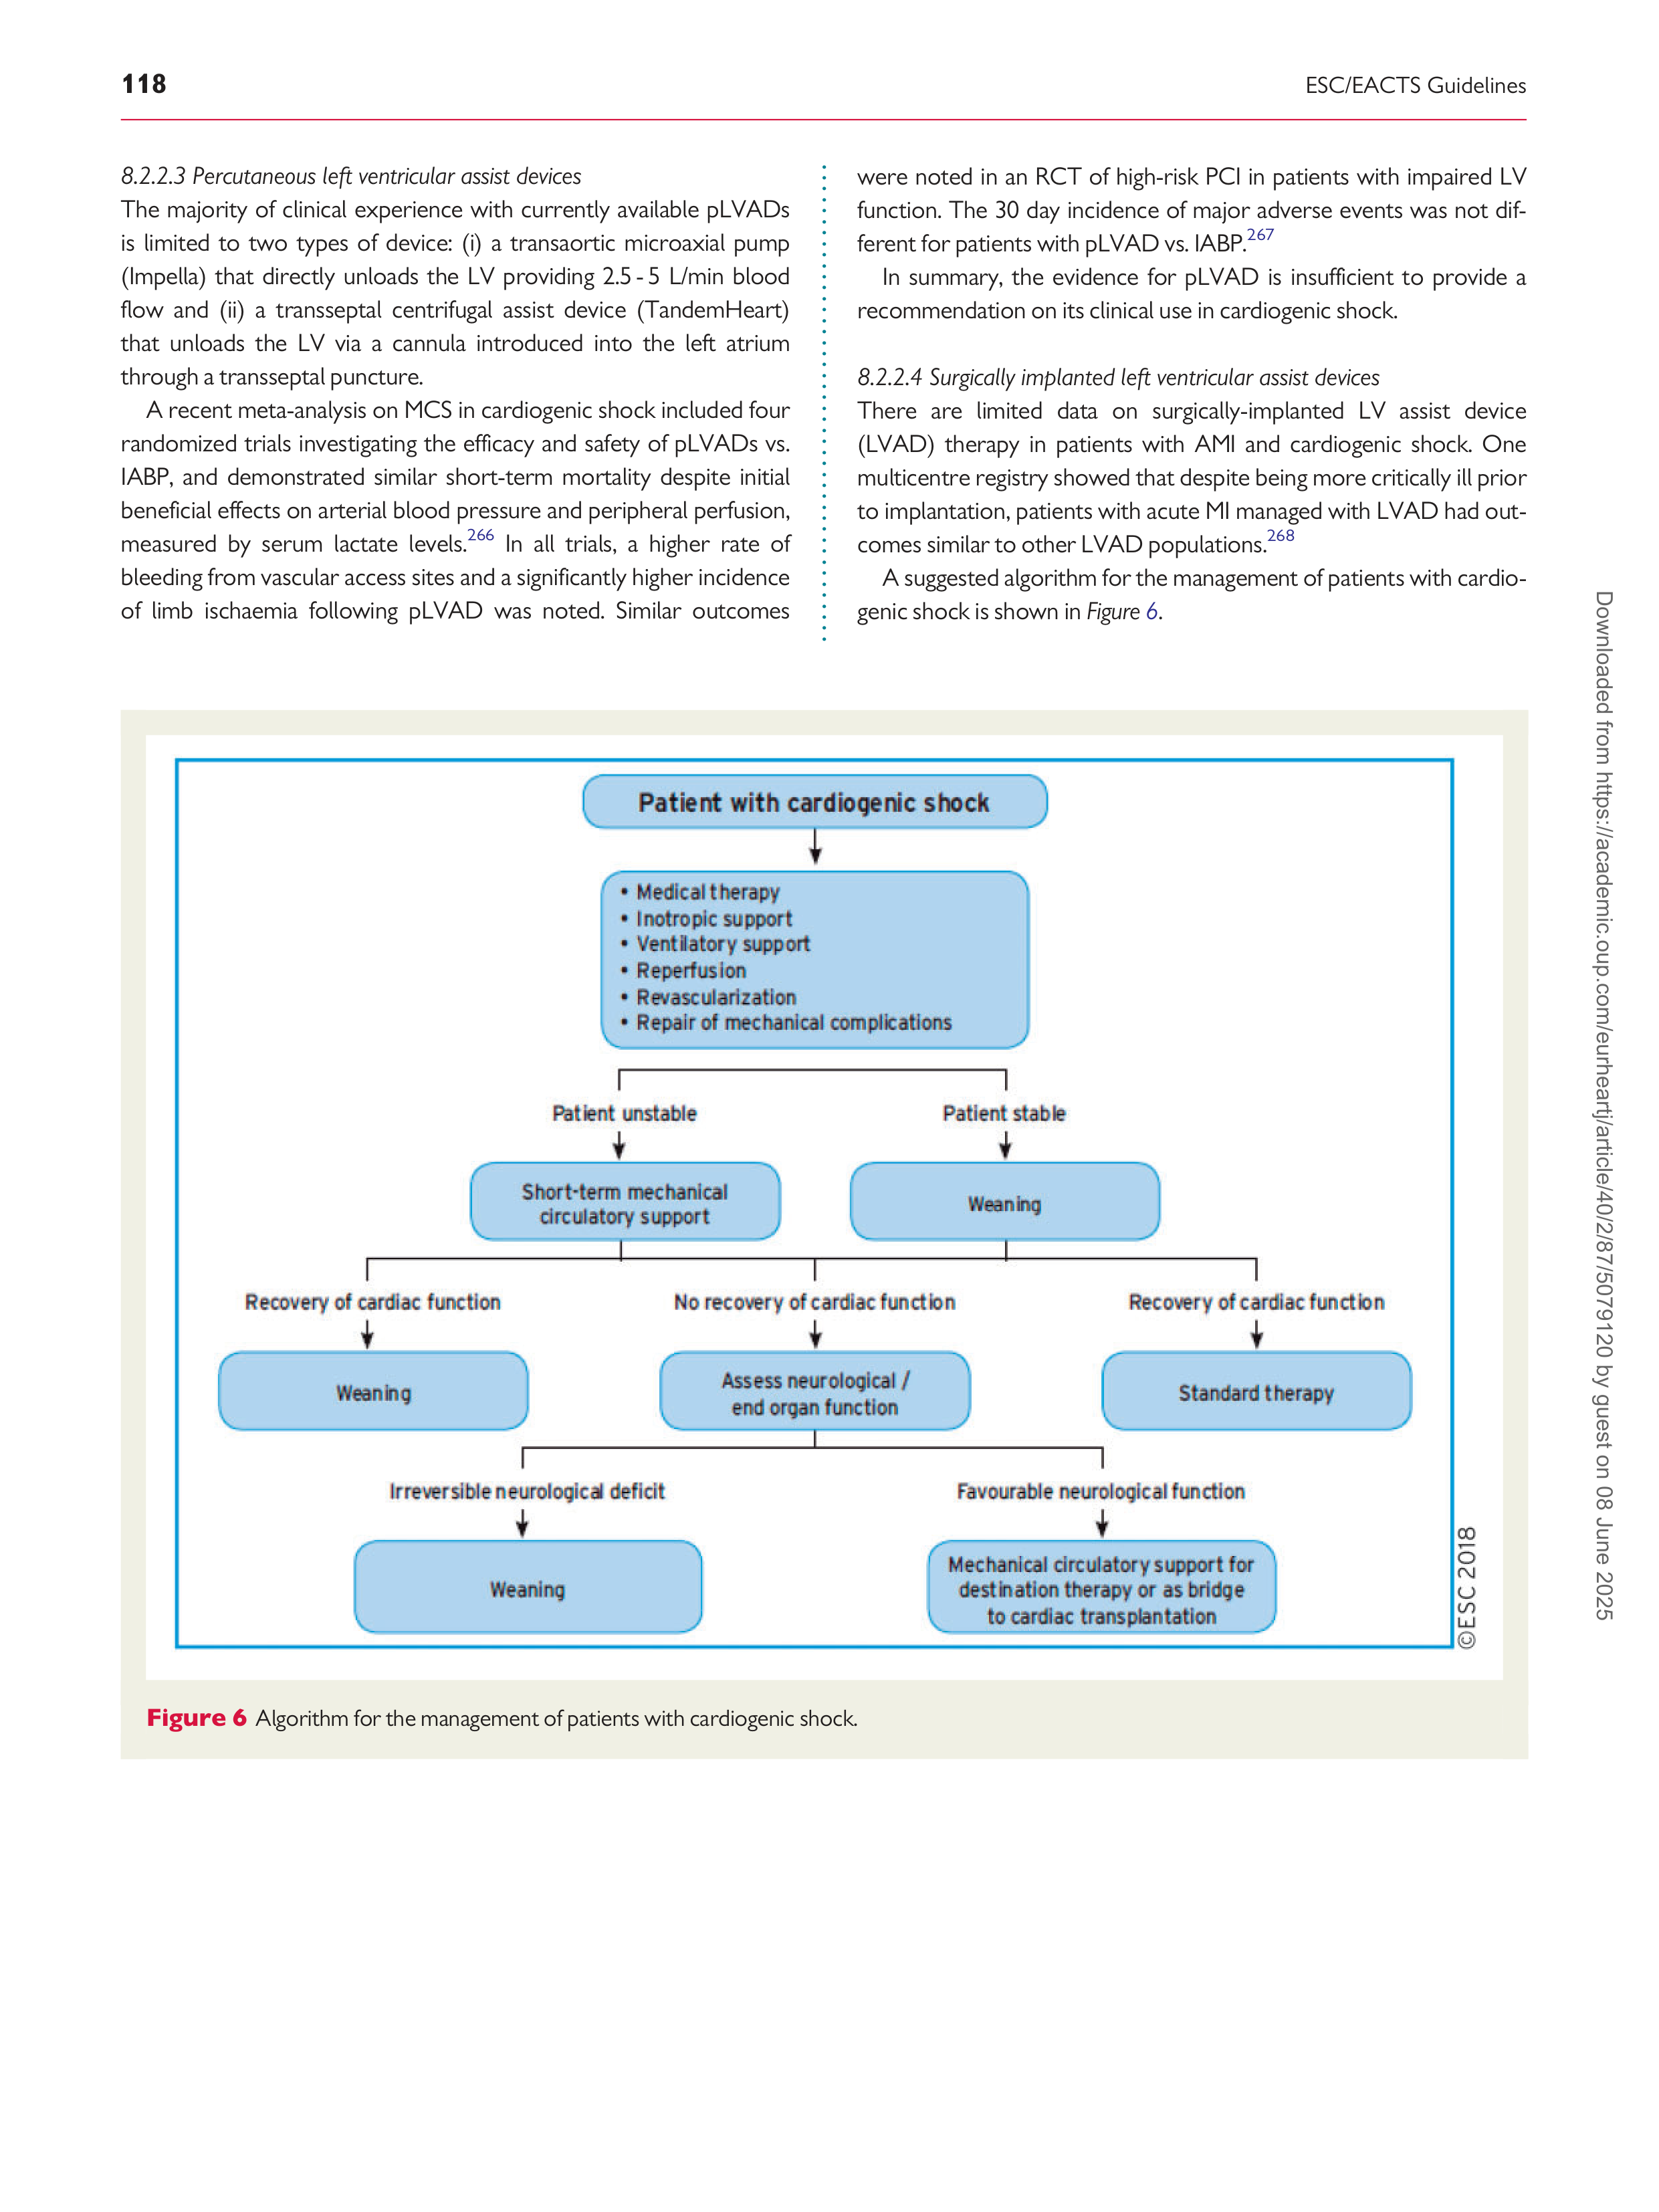 118
ESC/EACTS Guidelines
8.2.2.3 Percutaneous left ventricular assist devices
The majority of clinical experience with currently available pLVADs
is limited to two types of device: (i) a transaortic microaxial pump
(Impella) that directly unloads the LV providing 2.5 - 5 L/min blood
flow and (ii) a transseptal centrifugal assist device (TandemHeart)
that unloads the LV via a cannula introduced into the left atrium
through a transseptal puncture.
A recent meta-analysis on MCS in cardiogenic shock included four
randomized trials investigating the efficacy and safety of pLVADs vs.
IABP, and demonstrated similar short-term mortality despite initial
beneficial effects on arterial blood pressure and peripheral perfusion,
measured by serum lactate levels.266 In all trials, a higher rate of
bleeding from vascular access sites and a significantly higher incidence
of limb ischaemia following pLVAD was noted. Similar outcomes
were noted in an RCT of high-risk PCI in patients with impaired LV
function. The 30 day incidence of major adverse events was not dif-
ferent for patients with pLVAD vs. IABP.267
In summary, the evidence for pLVAD is insufficient to provide a
recommendation on its clinical use in cardiogenic shock.
8.2.2.4 Surgically implanted left ventricular assist devices
There are limited data on surgically-implanted LV assist device
(LVAD) therapy in patients with AMI and cardiogenic shock. One
multicentre registry showed that despite being more critically ill prior
to implantation, patients with acute MI managed with LVAD had out-
comes similar to other LVAD populations.268
A suggested algorithm for the management of patients with cardio-
genic shock is shown in Figure 6.
Patient with cardiogenic shock
• Medical therapy
• Inotropic support
• Ventilatory support
• Reperfusion
• Revascularization
• Repair of mechanical complications
Patient unstable
Patient stable
Short-term mechanical
circulatory support
Weaning
Recovery of cardiac function
No recovery of cardiac function
Recovery of cardiac function
Weaning
Assess neurological /
end organ function
Standard therapy
Irreversible neurological deficit
Favourable neurological function
Weaning
Mechanical circulatory support for
destination therapy or as bridge
to cardiac transplantation
©ESC 2018
Figure 6 Algorithm for the management of patients with cardiogenic shock.
Downloaded from https://academic.oup.com/eurheartj/article/40/2/87/5079120 by guest on 08 June 2025